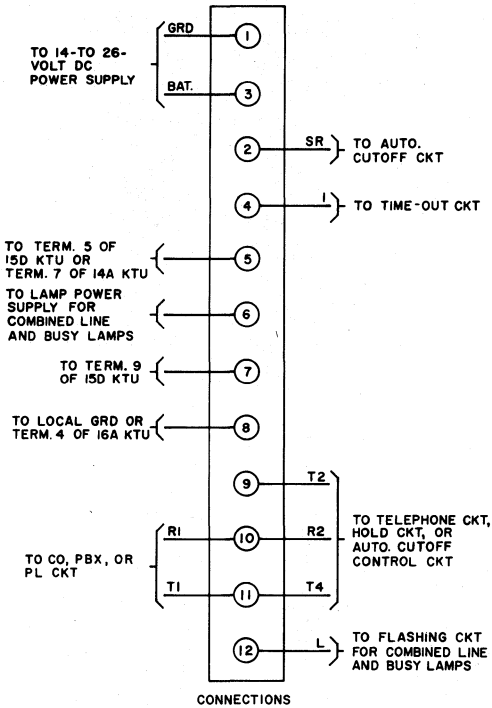 GRD
1
TO 14-TO 26-
VOLT DC
POWER SUPPLY
BAT.
3
2
SR
TO AUTO.
CUTOFF CKT
4
I
TO TIME-OUT CKT
TO TERM. 5 OF
15D KTU OR
TERM. 7 OF 14A KTU
5
TO LAMP POWER
SUPPLY FOR
COMBINED LINE
AND BUSY LAMPS
6
TO TERM. 9
OF 15D KTU
7
TO LOCAL GRD OR
TERM. 4 OF 16A KTU
8
9
T2
R1
10
R2
TO TELEPHONE CKT,
HOLD CKT, OR
AUTO. CUTOFF
CONTROL CKT
TO CO, PBX, OR
PL CKT
T1
11
T4
12
L
TO FLASHING CKT
FOR COMBINED LINE
AND BUSY LAMPS
CONNECTIONS